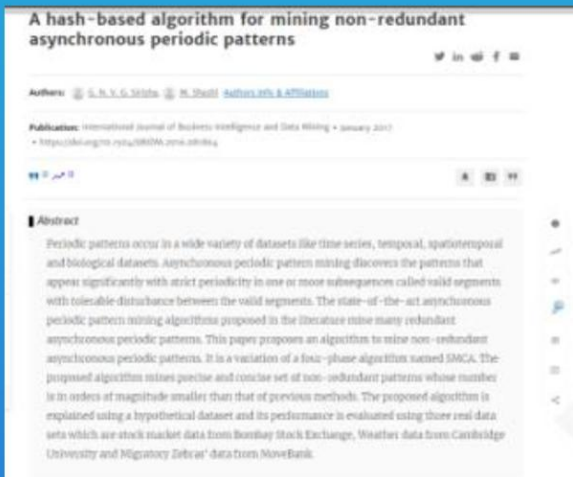 A hash-based algorithm for mining non-redundant
asynchronous periodic patterns
Authors: G. N. V. G. Sirisha, M. Shashi Authors Info & Affiliations
Publication: International Journal of Business Intelligence and Data Mining • January 2017
Abstract
Periodic patterns occur in a wide variety of datasets like time series, temporal, spatiotemporal
and biological datasets. Asynchronous periodic pattern mining discovers the patterns that
appear significantly with strict periodicity in one or more subsequences called valid segments
with tolerable disturbance between the valid segments. The state-of-the-art asynchronous
periodic pattern mining algorithms proposed in the literature mine many redundant
asynchronous periodic patterns. This paper proposes an algorithm to mine non-redundant
asynchronous periodic patterns. It is a variation of a four-phase algorithm named SMCA. The
proposed algorithm mines precise and concise set of non-redundant patterns whose number
is in orders of magnitude smaller than that of previous methods. The proposed algorithm is
explained using a hypothetical dataset and its performance is evaluated using three real data
sets which are stock market data from Bombay Stock Exchange, Weather data from Cambridge
University and Migratory Zebras' data from MoveBank.